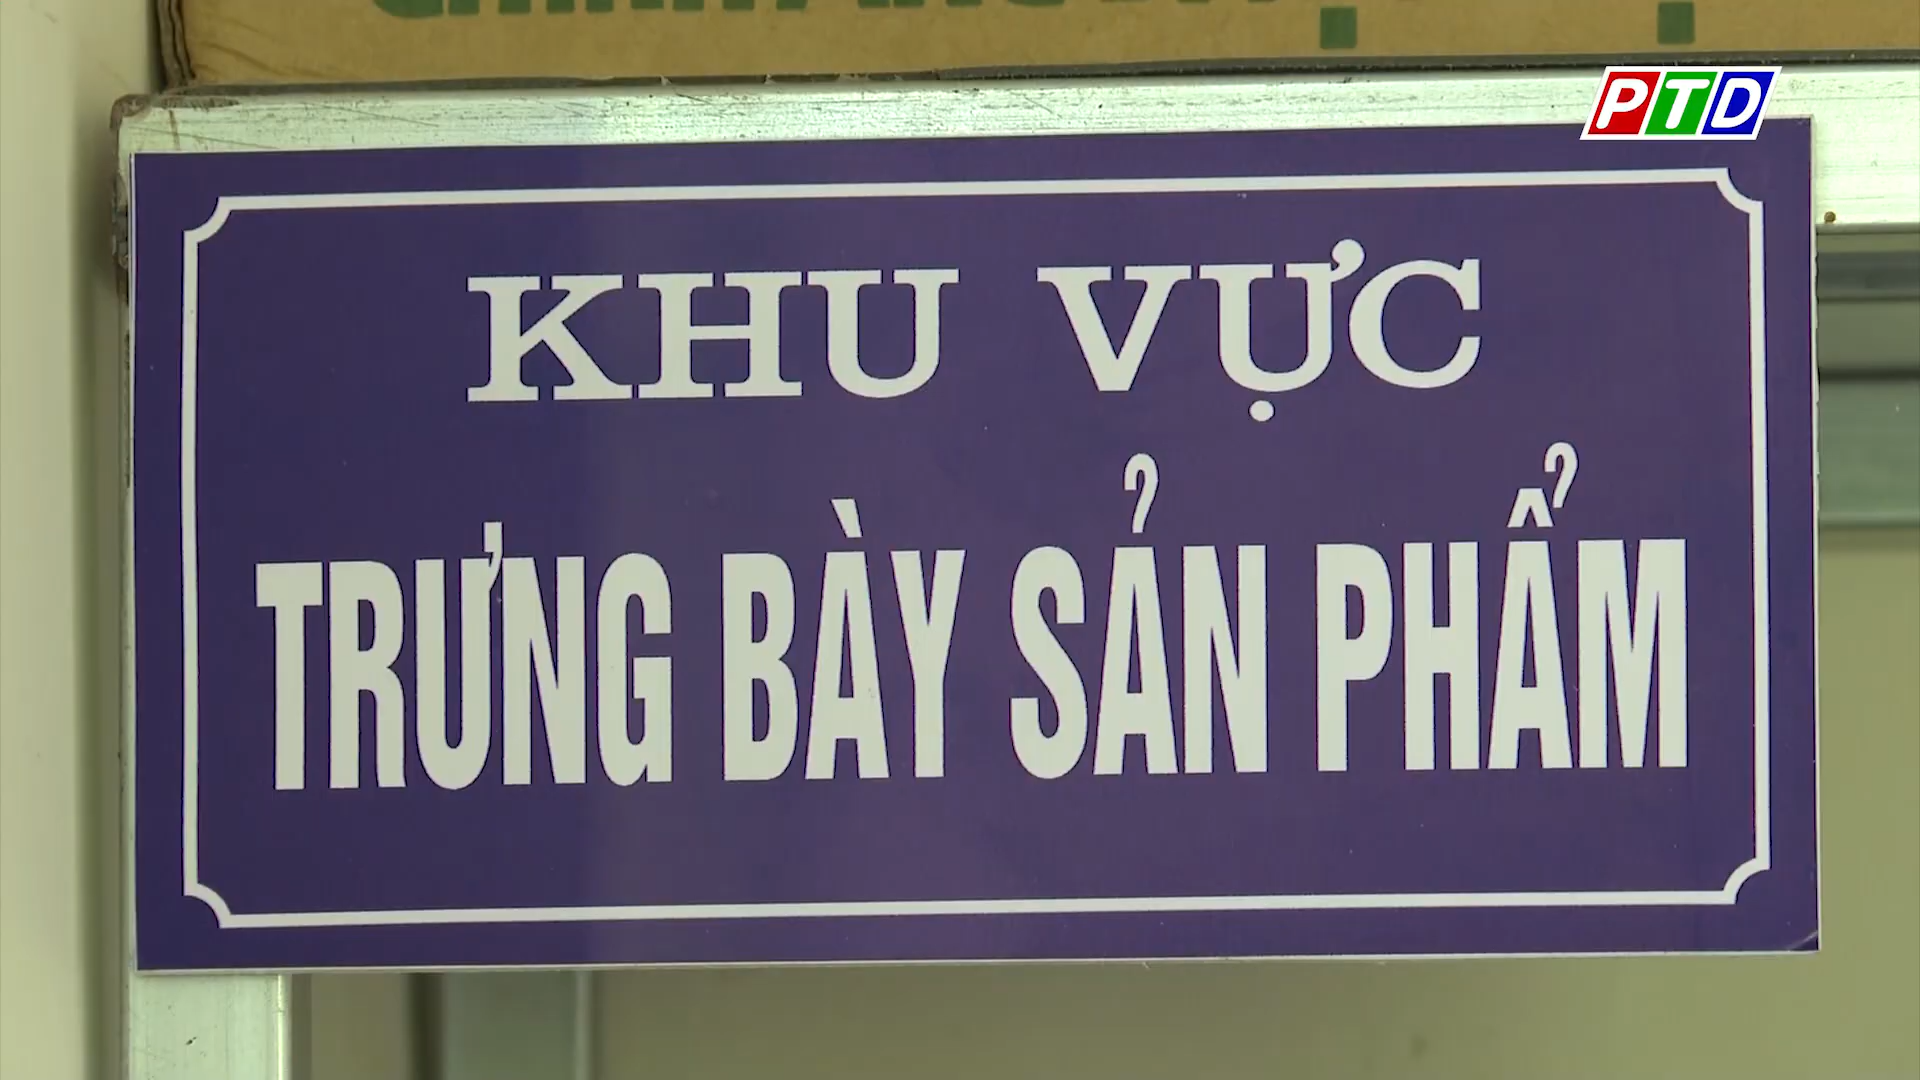 PTD
KHU VỰC
TRƯNG BÀY SẢN PHẨM